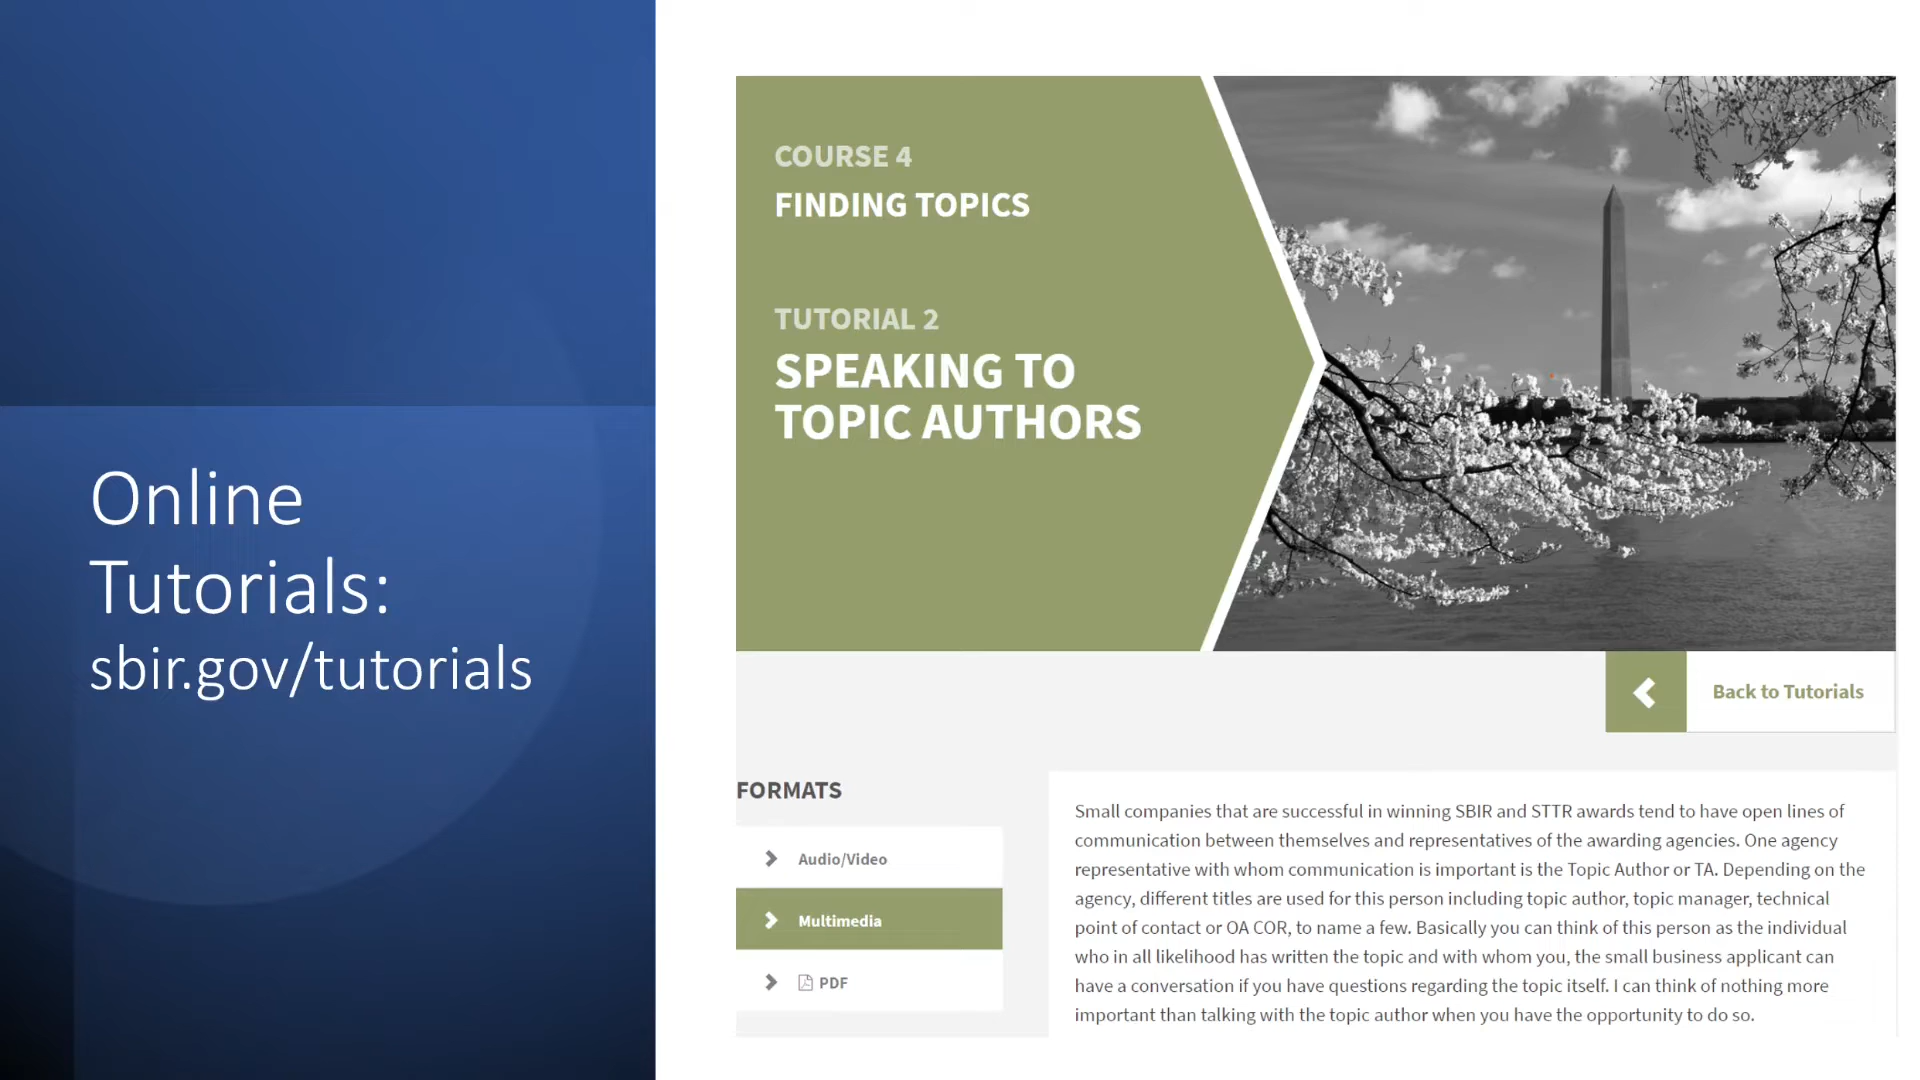 Online
Tutorials:
sbir.gov/tutorials
COURSE 4
FINDING TOPICS
TUTORIAL 2
SPEAKING TO
TOPIC AUTHORS
Back to Tutorials
FORMATS
Audio/Video
Multimedia
PDF
Small companies that are successful in winning SBIR and STTR awards tend to have open lines of
communication between themselves and representatives of the awarding agencies. One agency
representative with whom communication is important is the Topic Author or TA. Depending on the
agency, different titles are used for this person including topic author, topic manager, technical
point of contact or OA COR, to name a few. Basically you can think of this person as the individual
who in all likelihood has written the topic and with whom you, the small business applicant can
have a conversation if you have questions regarding the topic itself. I can think of nothing more
important than talking with the topic author when you have the opportunity to do so.